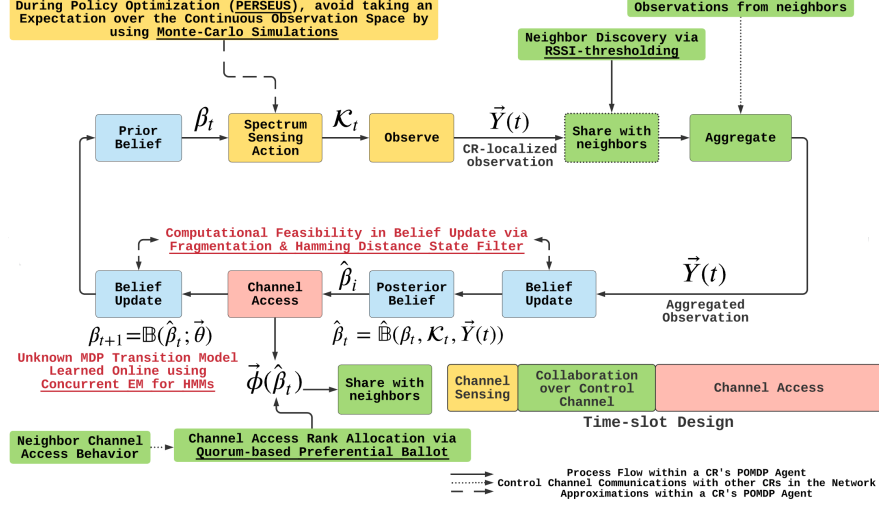 During Policy Optimization (PERSEUS), avoid taking an
Expectation over the Continuous Observation Space by
using Monte-Carlo Simulations
Observations from neighbors
Neighbor Discovery via
RSSI-thresholding
Prior
Belief
β_t
Spectrum
Sensing
Action
𝒦_t
Observe
Y⃗(t)
CR-localized
observation
Share with
neighbors
Aggregate
Computational Feasibility in Belief Update via
Fragmentation & Hamming Distance State Filter
Belief
Update
Channel
Access
β̂_i
Posterior
Belief
Belief
Update
Y⃗(t)
Aggregated
Observation
β_{t+1}=𝔹(β̂_t; θ⃗)
β̂_t = 𝔹̂(β_t, 𝒦_t, Y⃗(t))
Unknown MDP Transition Model
Learned Online using
Concurrent EM for HMMs
ϕ⃗(β̂_t)
Share with
neighbors
Channel
Sensing
Collaboration
over Control
Channel
Channel Access
Time-slot Design
Neighbor Channel
Access Behavior
Channel Access Rank Allocation via
Quorum-based Preferential Ballot
Process Flow within a CR's POMDP Agent
Control Channel Communications with other CRs in the Network
Approximations within a CR's POMDP Agent